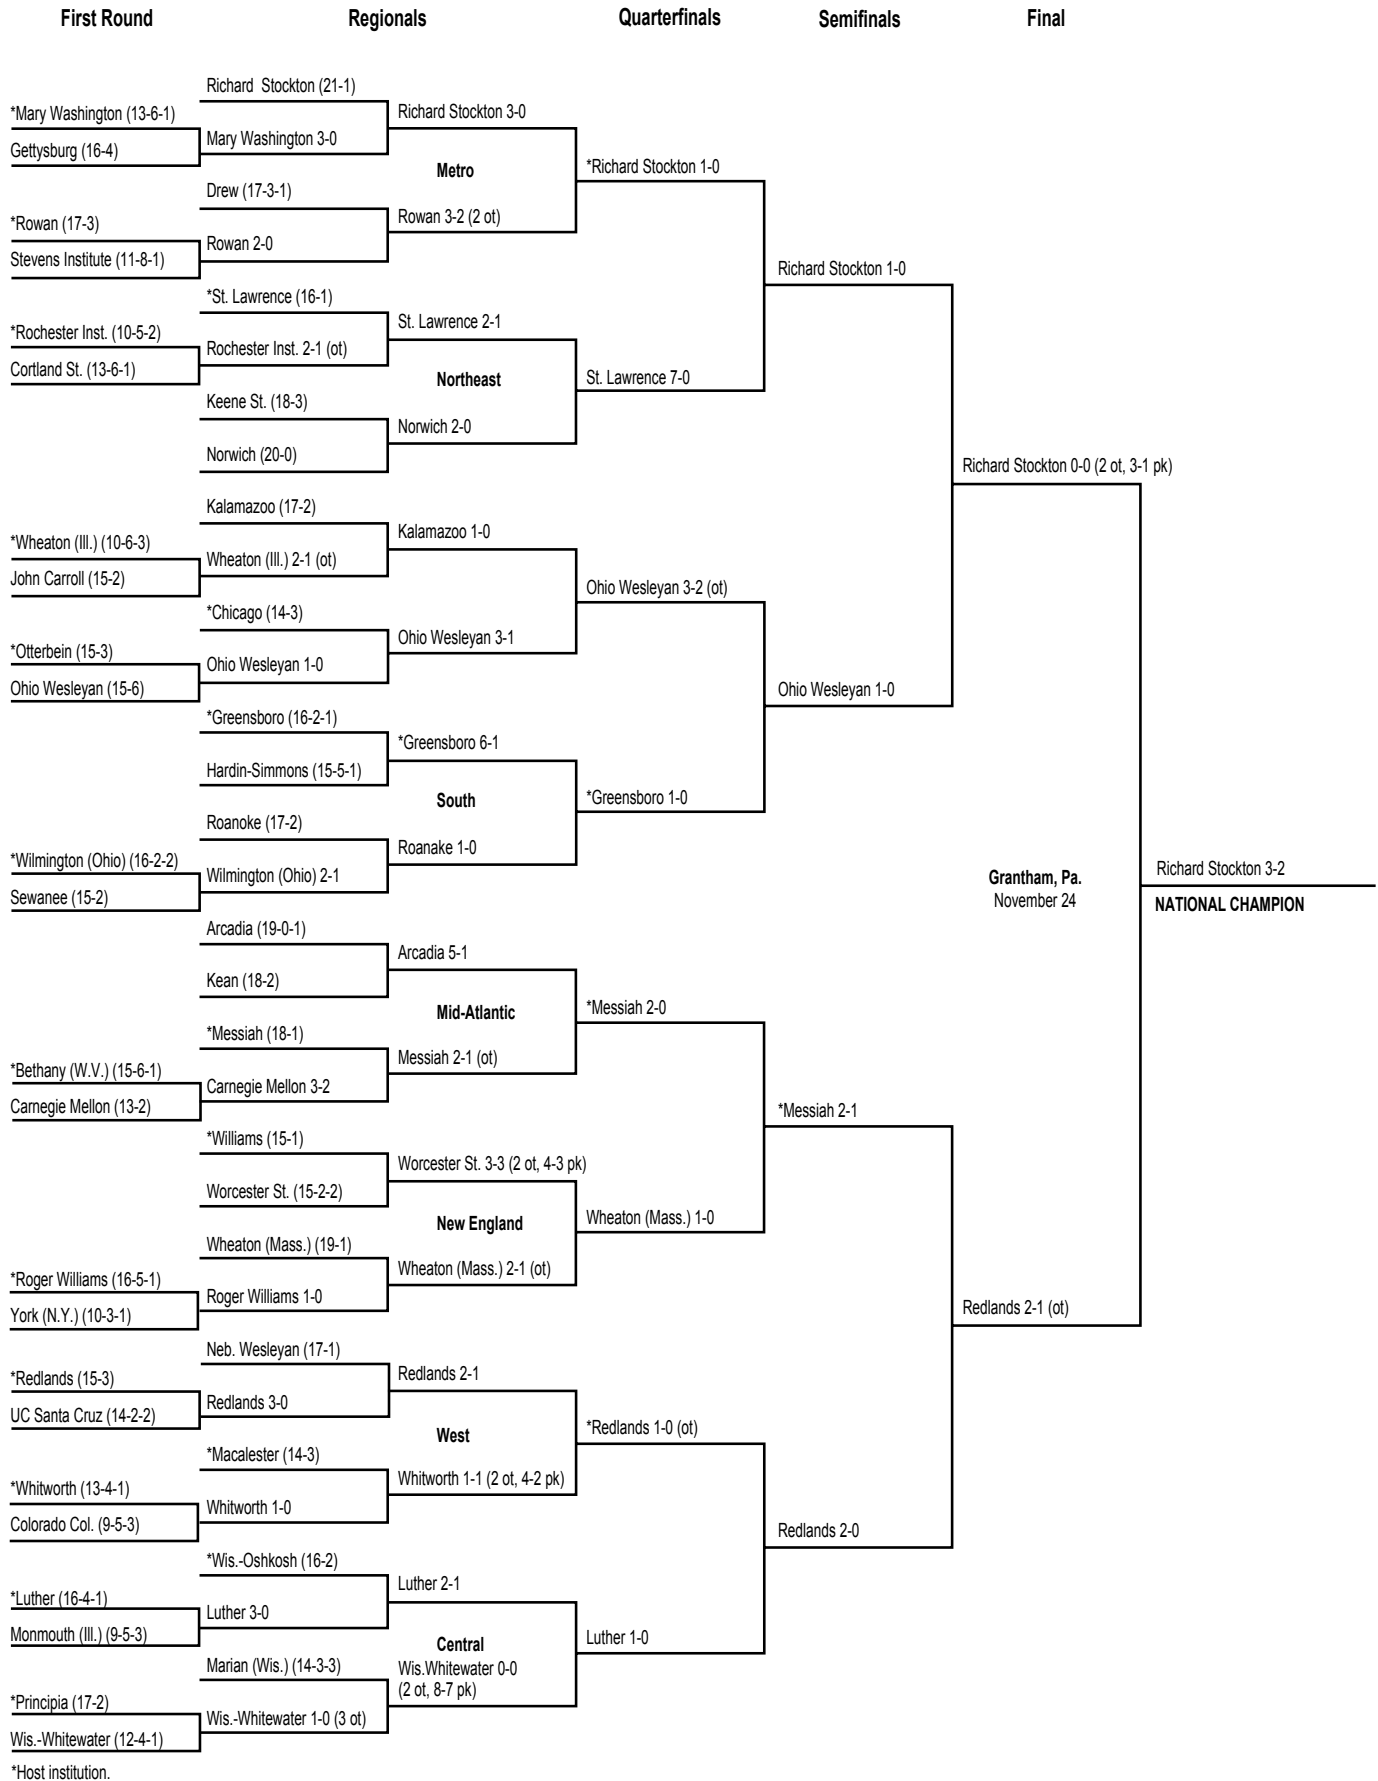 First Round
Regionals
Quarterfinals
Semifinals
Final
*Mary Washington (13-6-1)
Gettysburg (16-4)
*Rowan (17-3)
Stevens Institute (11-8-1)
*Rochester Inst. (10-5-2)
Cortland St. (13-6-1)
*Wheaton (Ill.) (10-6-3)
John Carroll (15-2)
*Otterbein (15-3)
Ohio Wesleyan (15-6)
*Wilmington (Ohio) (16-2-2)
Sewanee (15-2)
*Bethany (W.V.) (15-6-1)
Carnegie Mellon (13-2)
*Roger Williams (16-5-1)
York (N.Y.) (10-3-1)
*Redlands (15-3)
UC Santa Cruz (14-2-2)
*Whitworth (13-4-1)
Colorado Col. (9-5-3)
*Luther (16-4-1)
Monmouth (Ill.) (9-5-3)
*Principia (17-2)
Wis.-Whitewater (12-4-1)
Richard Stockton (21-1)
Mary Washington 3-0
Drew (17-3-1)
Rowan 2-0
*St. Lawrence (16-1)
Rochester Inst. 2-1 (ot)
Keene St. (18-3)
Norwich (20-0)
Kalamazoo (17-2)
Wheaton (Ill.) 2-1 (ot)
*Chicago (14-3)
Ohio Wesleyan 1-0
*Greensboro (16-2-1)
Hardin-Simmons (15-5-1)
Roanoke (17-2)
Wilmington (Ohio) 2-1
Arcadia (19-0-1)
Kean (18-2)
*Messiah (18-1)
Carnegie Mellon 3-2
*Williams (15-1)
Worcester St. (15-2-2)
Wheaton (Mass.) (19-1)
Roger Williams 1-0
Neb. Wesleyan (17-1)
Redlands 3-0
*Macalester (14-3)
Whitworth 1-0
*Wis.-Oshkosh (16-2)
Luther 3-0
Marian (Wis.) (14-3-3)
Wis.-Whitewater 1-0 (3 ot)
Richard Stockton 3-0
Metro
Rowan 3-2 (2 ot)
St. Lawrence 2-1
Northeast
Norwich 2-0
Kalamazoo 1-0
Ohio Wesleyan 3-1
*Greensboro 6-1
South
Roanake 1-0
Arcadia 5-1
Mid-Atlantic
Messiah 2-1 (ot)
Worcester St. 3-3 (2 ot, 4-3 pk)
New England
Wheaton (Mass.) 2-1 (ot)
Redlands 2-1
West
Whitworth 1-1 (2 ot, 4-2 pk)
Luther 2-1
Central
Wis.Whitewater 0-0
(2 ot, 8-7 pk)
*Richard Stockton 1-0
St. Lawrence 7-0
Ohio Wesleyan 3-2 (ot)
*Greensboro 1-0
*Messiah 2-0
Wheaton (Mass.) 1-0
*Redlands 1-0 (ot)
Luther 1-0
Richard Stockton 1-0
Ohio Wesleyan 1-0
*Messiah 2-1
Redlands 2-0
Richard Stockton 0-0 (2 ot, 3-1 pk)
Redlands 2-1 (ot)
Grantham, Pa.
November 24
Richard Stockton 3-2
NATIONAL CHAMPION
*Host institution.